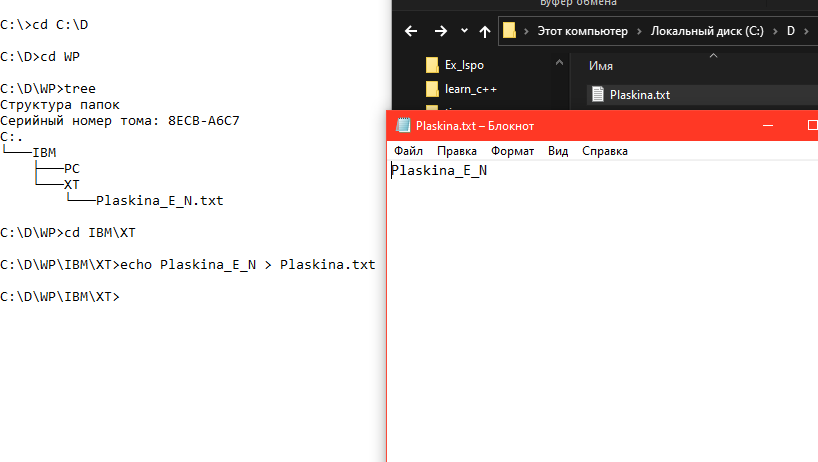 C:\>cd C:\D
C:\D>cd WP
C:\D\WP>tree
Структура папок
Серийный номер тома: 8ECB-A6C7
C:.
└───IBM
    ├───PC
    └───XT
        └───Plaskina_E_N.txt
C:\D\WP>cd IBM\XT
C:\D\WP\IBM\XT>echo Plaskina_E_N > Plaskina.txt
C:\D\WP\IBM\XT>
Буфер обмена
Этот компьютер > Локальный диск (C:) > D >
Ex_lspo
learn_c++
Имя
Plaskina.txt
Plaskina.txt – Блокнот
Файл Правка Формат Вид Справка
Plaskina_E_N